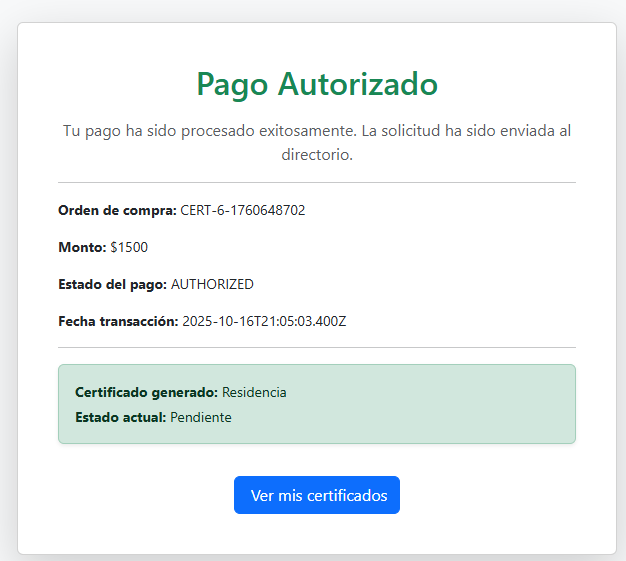 Pago Autorizado
Tu pago ha sido procesado exitosamente. La solicitud ha sido enviada al
directorio.
Orden de compra: CERT-6-1760648702
Monto: $1500
Estado del pago: AUTHORIZED
Fecha transacción: 2025-10-16T21:05:03.400Z
Certificado generado: Residencia
Estado actual: Pendiente
Ver mis certificados